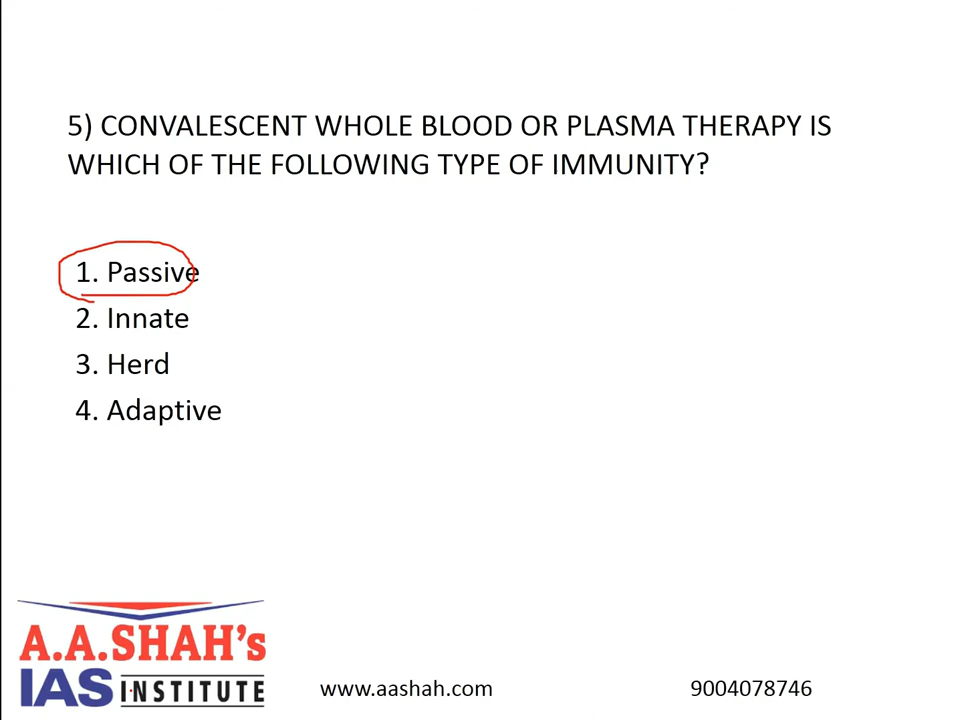 5) CONVALESCENT WHOLE BLOOD OR PLASMA THERAPY IS
WHICH OF THE FOLLOWING TYPE OF IMMUNITY?
1. Passive
2. Innate
3. Herd
4. Adaptive
A.A.SHAH's
IAS INSTITUTE
www.aashah.com
9004078746